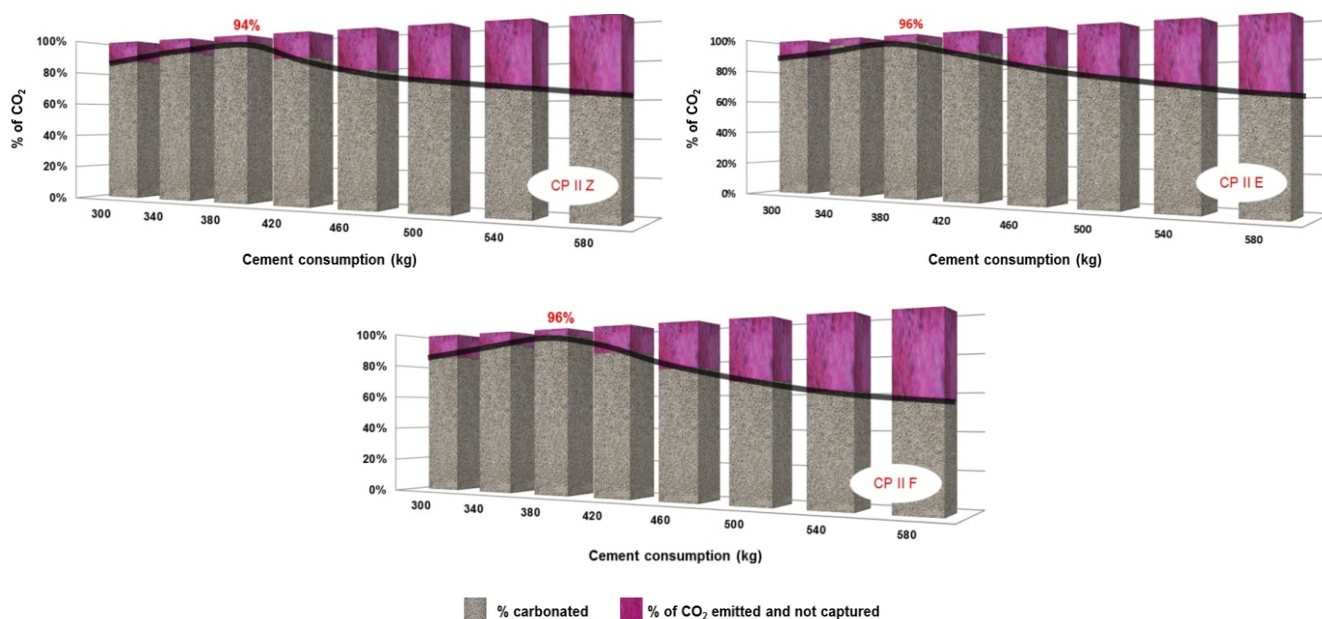 94%
100%
80%
60%
40%
20%
0%
% of CO₂
CP II Z
300 340 380 420 460 500 540 580
Cement consumption (kg)
96%
100%
80%
60%
40%
20%
0%
% of CO₂
CP II E
300 340 380 420 460 500 540 580
Cement consumption (kg)
96%
100%
80%
60%
40%
20%
0%
CP II F
300 340 380 420 460 500 540 580
Cement consumption (kg)
% carbonated
% of CO₂ emitted and not captured